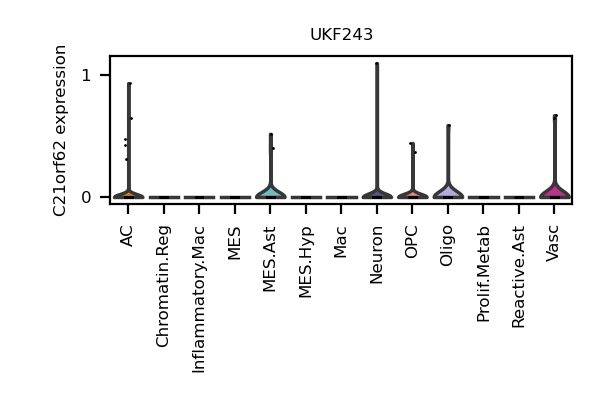 UKF243
C21orf62 expression
1
0
AC
Chromatin.Reg
Inflammatory.Mac
MES
MES.Ast
MES.Hyp
Mac
Neuron
OPC
Oligo
Prolif.Metab
Reactive.Ast
Vasc